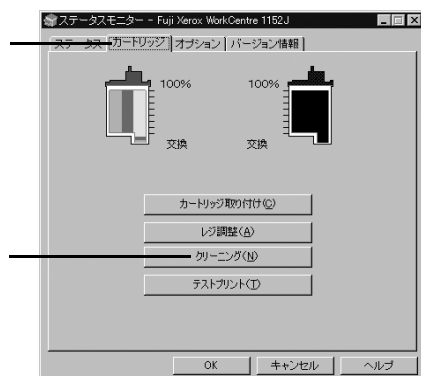 ステータスモニター - Fuji Xerox WorkCentre 1152J
ステータス カートリッジ オプション バージョン情報
100% 100%
交換 交換
カートリッジ取り付け(C)
レジ調整(A)
クリーニング(N)
テストプリント(T)
OK キャンセル ヘルプ